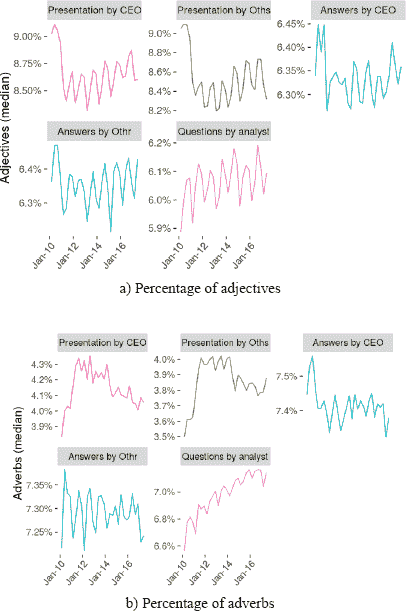 Presentation by CEO Presentation by Oths Answers by CEO
9.00% 9.0% 6.45%
8.8% 6.40%
8.50% 8.6% 6.35%
8.4% 6.30%
8.2%
Adjectives (median)
Answers by Othr Questions by analyst
6.4% 6.2%
6.1%
6.3% 6.0%
5.9%
Jan-10 Jan-12 Jan-14 Jan-16 Jan-10 Jan-12 Jan-14 Jan-16
a) Percentage of adjectives
Presentation by CEO Presentation by Oths Answers by CEO
4.3% 4.0% 7.5%
4.2% 3.9%
4.1% 3.8% 7.4%
4.0% 3.7%
3.9% 3.6%
3.5%
Adverbs (median)
Answers by Othr Questions by analyst
7.35% 7.0%
7.30% 6.8%
7.25% 6.6%
Jan-10 Jan-12 Jan-14 Jan-16 Jan-10 Jan-12 Jan-14 Jan-16
b) Percentage of adverbs